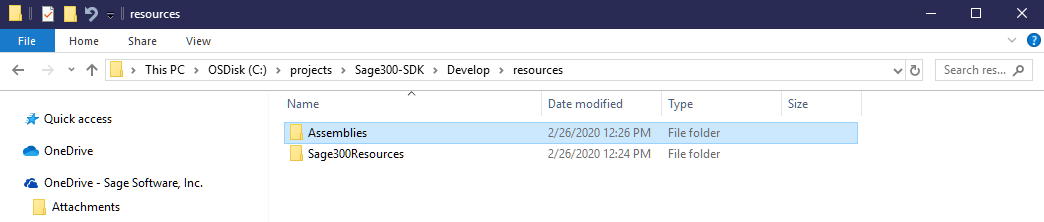 resources
File Home Share View
This PC > OSDisk (C:) > projects > Sage300-SDK > Develop > resources
Search res...
Name Date modified Type Size
Quick access
Assemblies 2/26/2020 12:26 PM File folder
OneDrive
Sage300Resources 2/26/2020 12:24 PM File folder
OneDrive - Sage Software, Inc.
Attachments